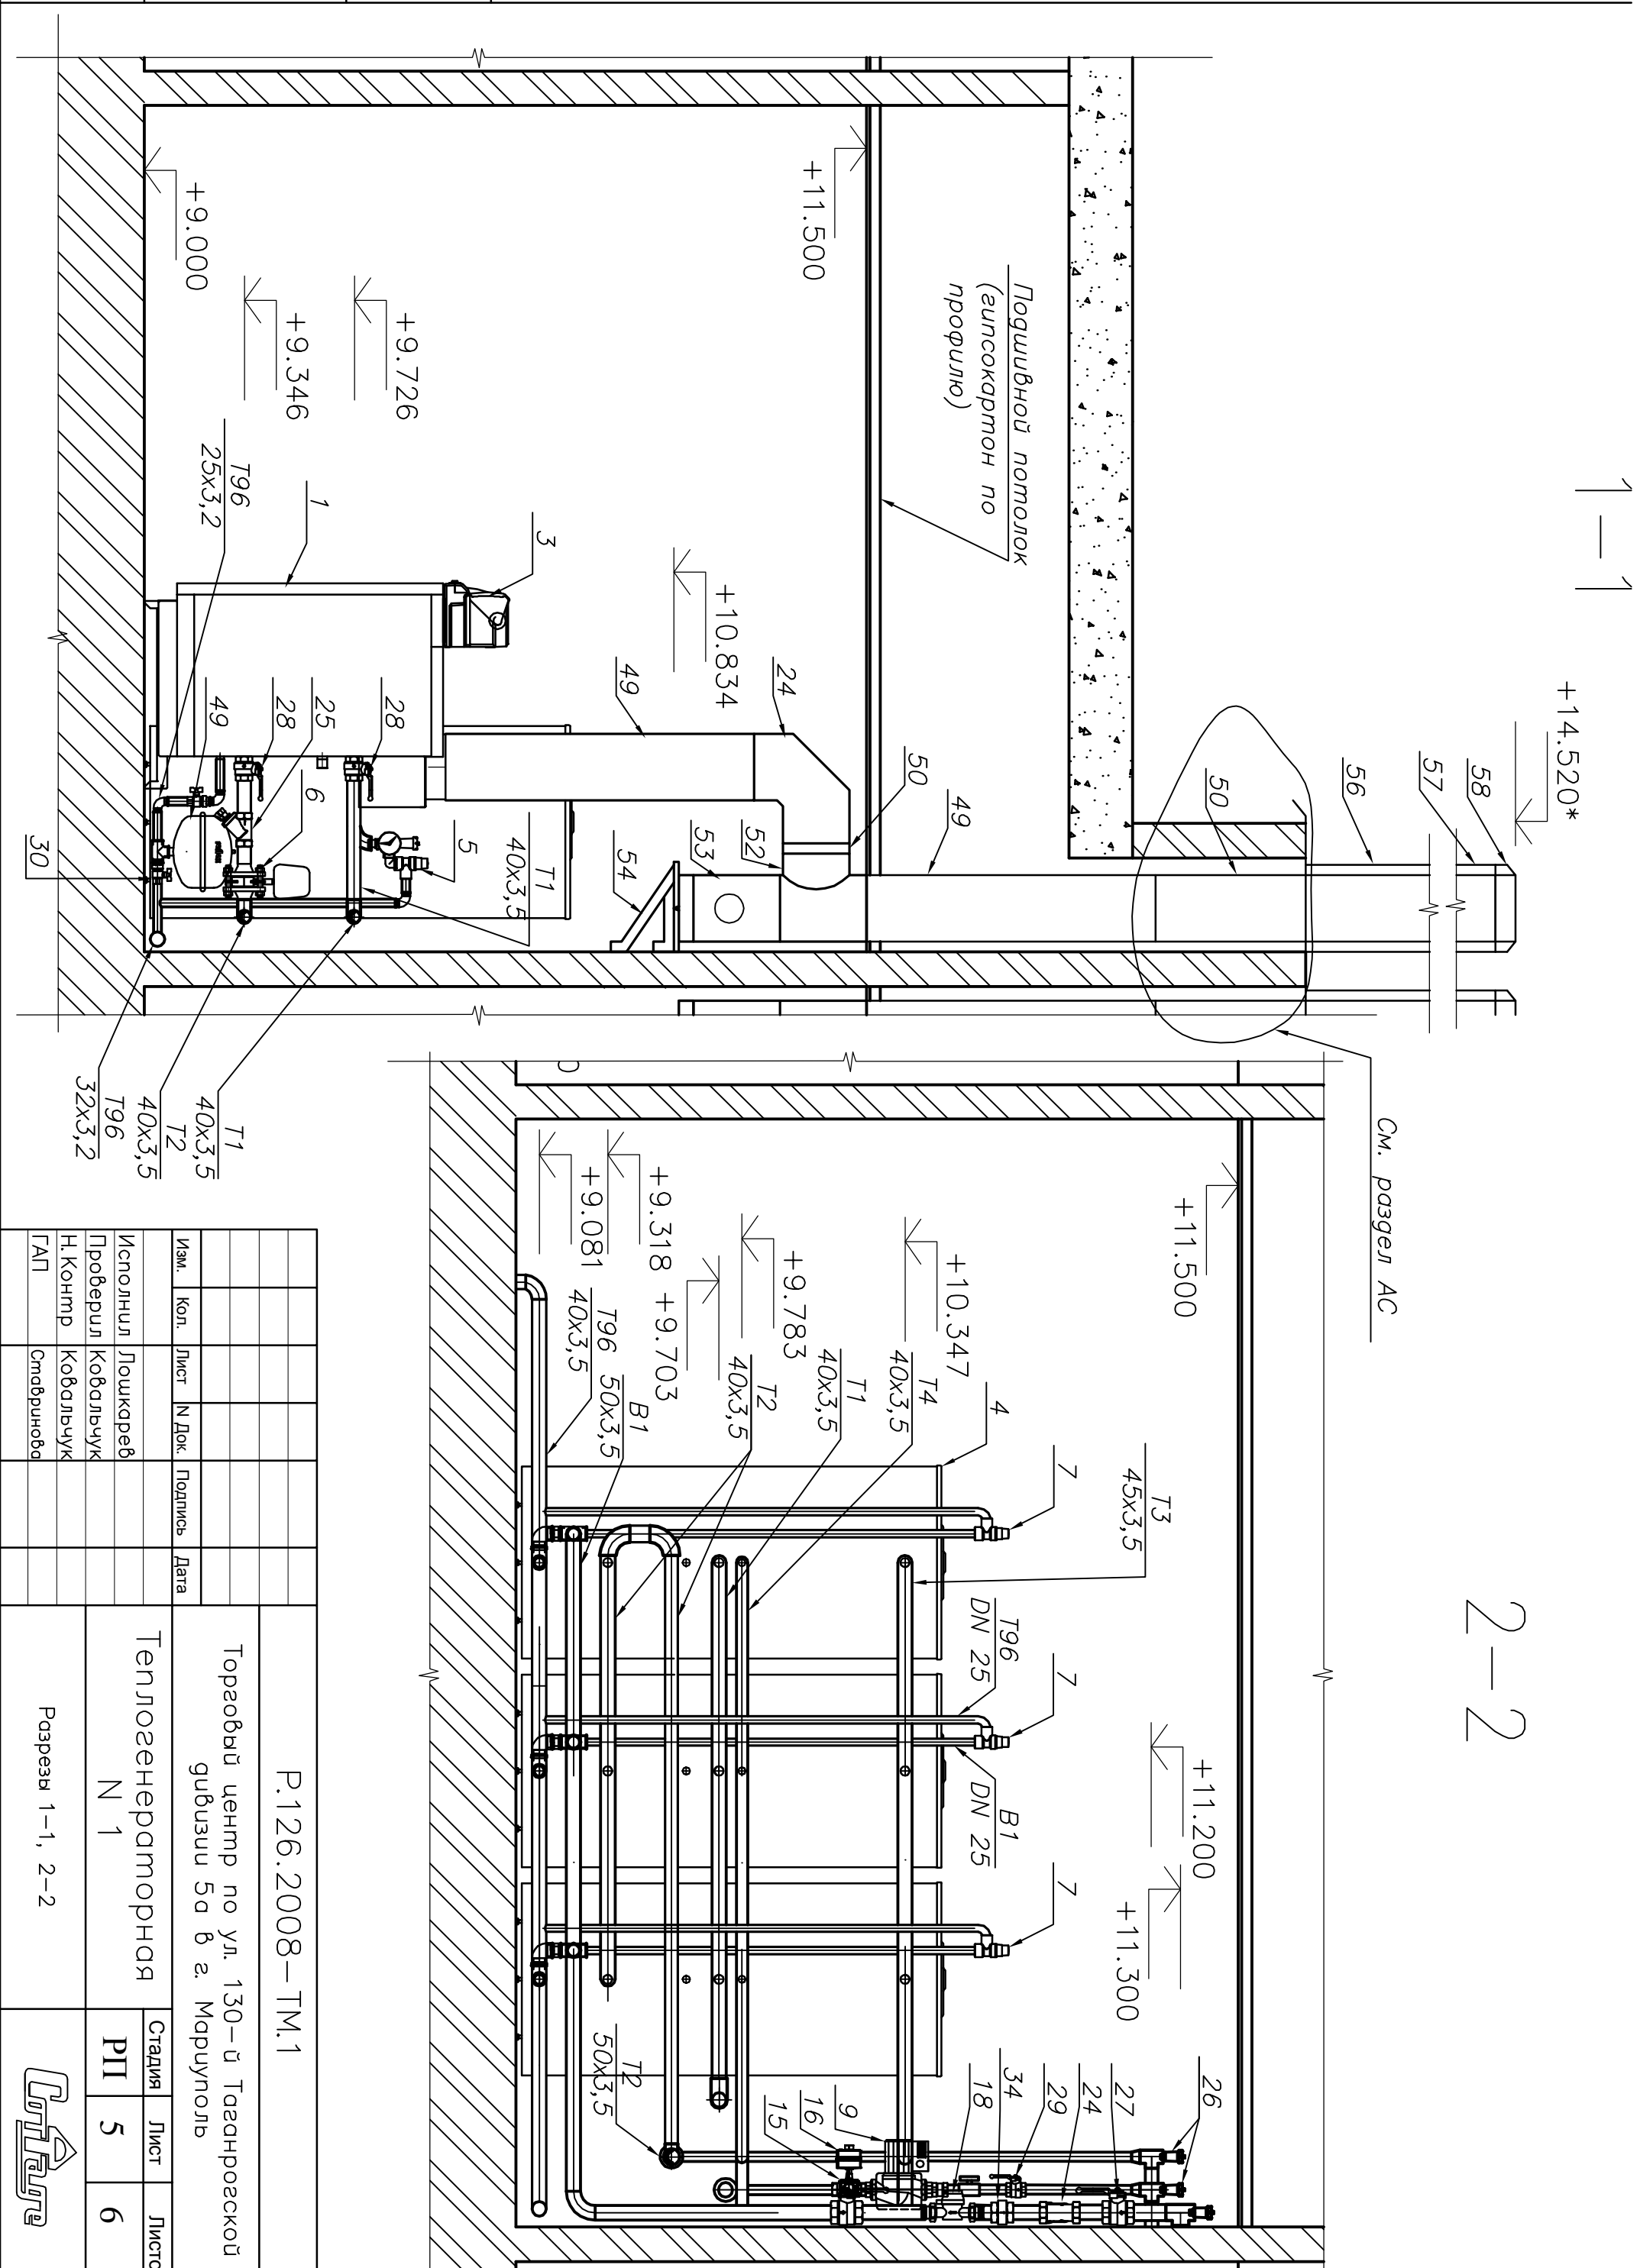 1-1
+14.520*
58
57
56
50
См. раздел АС
Подшивной потолок
(гипсокартон по
профилю)
+11.500
+9.000
+9.346
+9.726
+10.834
24
49
50
49
52
53
54
3
1
Т96
25х3,2
49
28
25
28
6
5
Т1
40х3,5
30
Т1
40х3,5
Т2
40х3,5
Т96
32х3,2
2-2
+11.500
+11.200
+11.300
+10.347
+9.783
+9.703
+9.318
+9.081
Т3
45х3,5
7
4
Т4
40х3,5
Т1
40х3,5
Т2
40х3,5
В1
50х3,5
Т96
40х3,5
Т96
DN 25
7
В1
DN 25
7
26
27
24
29
34
18
9
16
15
Т2
50х3,5
Р.126.2008-ТМ.1
Торговый центр по ул. 130-й Таганрогской
дивизии 5а в г. Мариуполь
Изм.
Кол.
Лист
N Док.
Подпись
Дата
Исполнил Лошкарев
Проверил Ковальчук
Н.Контр Ковальчук
ГАП Ставринова
Теплогенераторная
N 1
Стадия
Лист
РП
5
6
Разрезы 1-1, 2-2